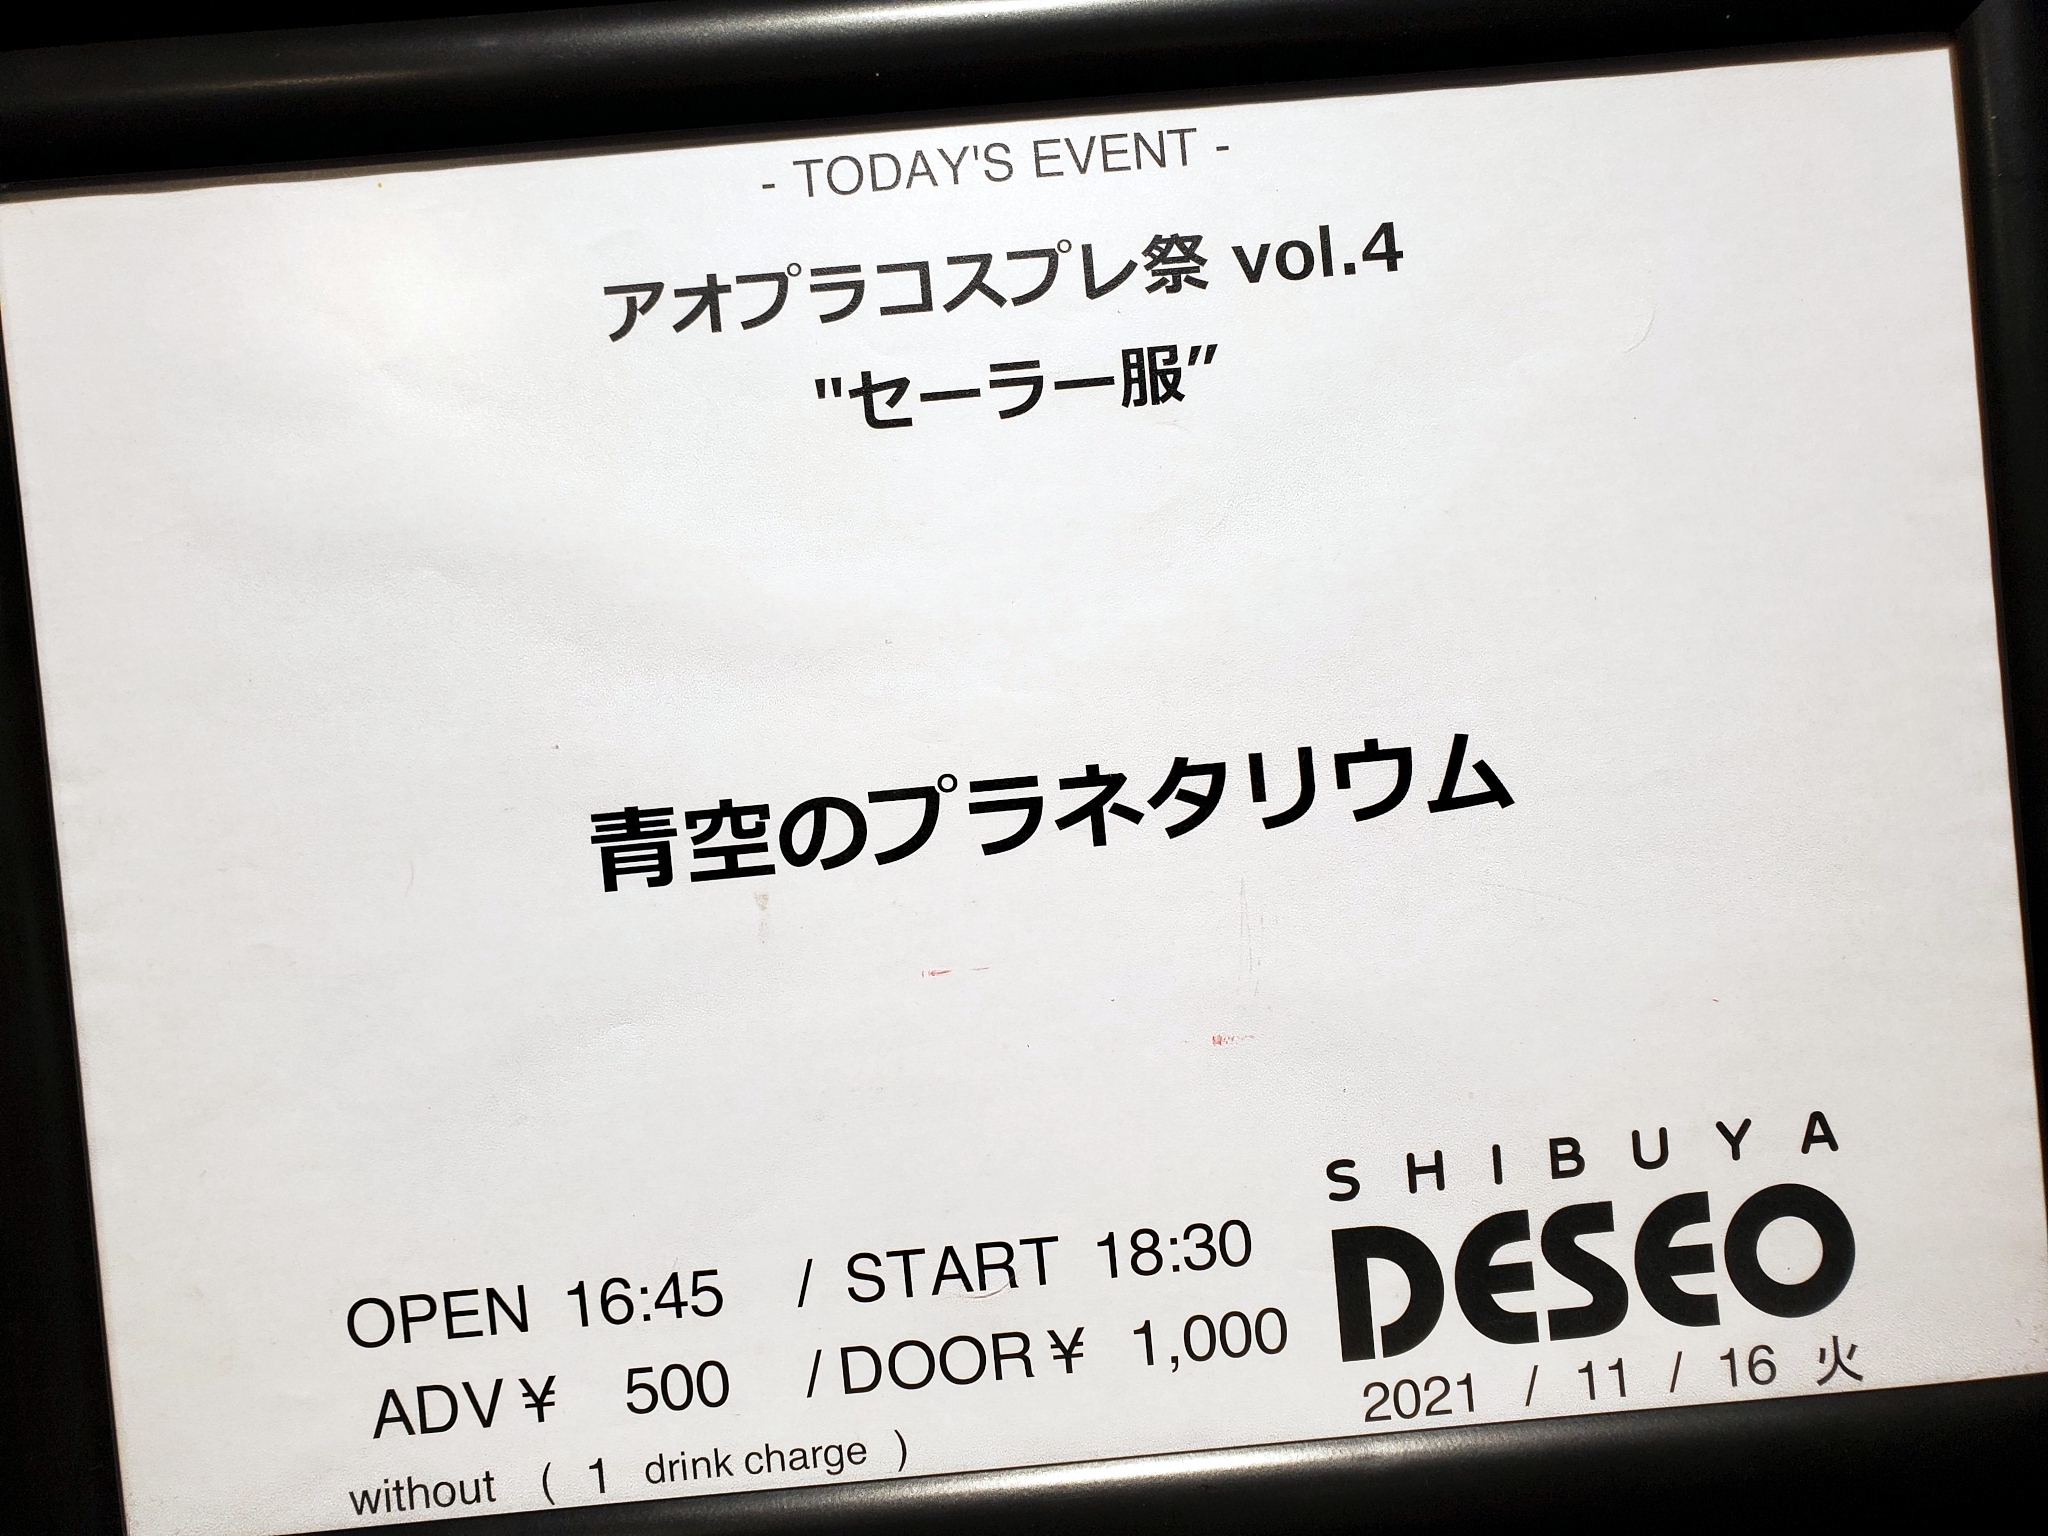 - TODAY'S EVENT -
アオプラコスプレ祭 vol.4
"セーラー服”
青空のプラネタリウム
SHIBUYA
DESEO
OPEN 16:45 / START 18:30
ADV¥ 500 / DOOR¥ 1,000
2021 / 11 / 16 火
without ( 1 drink charge )